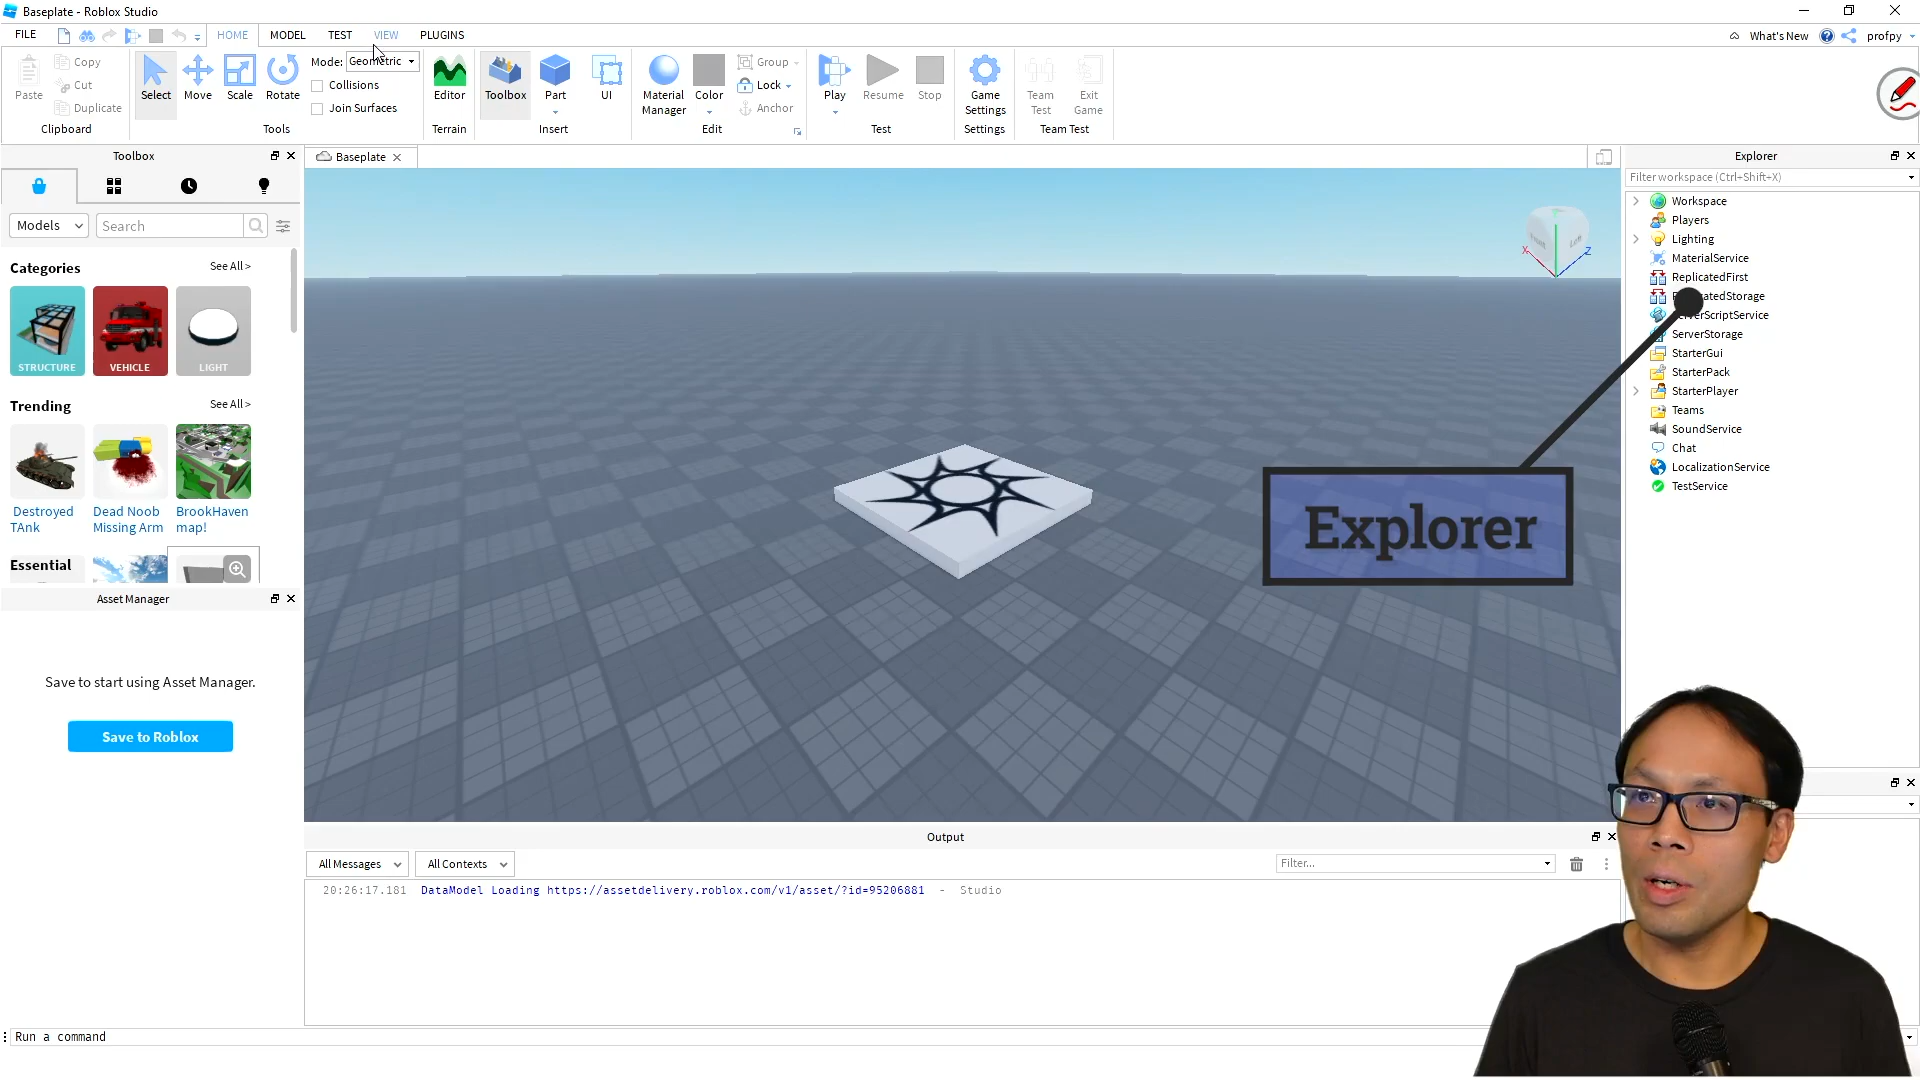 Baseplate - Roblox Studio
FILE
HOME
MODEL
TEST
VIEW
PLUGINS
What's New
profpy
Paste
Copy
Cut
Duplicate
Clipboard
Select
Move
Scale
Rotate
Mode: Geometric
Collisions
Join Surfaces
Tools
Editor
Terrain
Toolbox
Part
UI
Insert
Material
Manager
Color
Group
Lock
Anchor
Edit
Play
Resume
Stop
Test
Game
Settings
Settings
Team
Test
Exit
Game
Team Test
Toolbox
Models
Search
Categories
See All >
STRUCTURE
VEHICLE
LIGHT
Trending
See All >
Destroyed
TAnk
Dead Noob
Missing Arm
BrookHaven
map!
Essential
Asset Manager
Save to start using Asset Manager.
Save to Roblox
Baseplate
X
Z
Explorer
Explorer
Filter workspace (Ctrl+Shift+X)
Workspace
Players
Lighting
MaterialService
ReplicatedFirst
ServerStorage
StarterGui
StarterPack
StarterPlayer
Teams
SoundService
Chat
LocalizationService
TestService
Output
All Messages
All Contexts
Filter...
20:26:17.181 DataModel Loading https://assetdelivery.roblox.com/v1/asset/?id=95206881 - Studio
Run a command